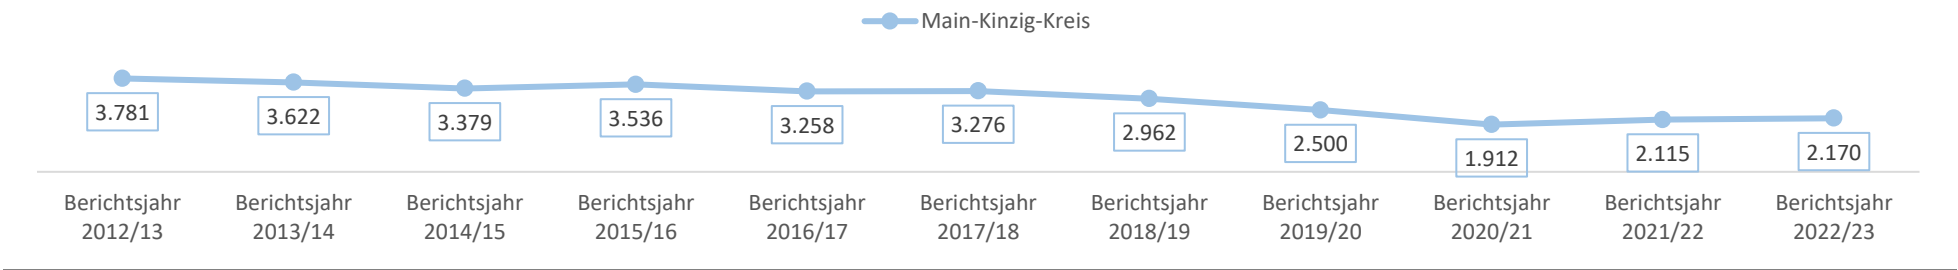 Main-Kinzig-Kreis
3.781
3.622
3.379
3.536
3.258
3.276
2.962
2.500
1.912
2.115
2.170
Berichtsjahr 2012/13
Berichtsjahr 2013/14
Berichtsjahr 2014/15
Berichtsjahr 2015/16
Berichtsjahr 2016/17
Berichtsjahr 2017/18
Berichtsjahr 2018/19
Berichtsjahr 2019/20
Berichtsjahr 2020/21
Berichtsjahr 2021/22
Berichtsjahr 2022/23